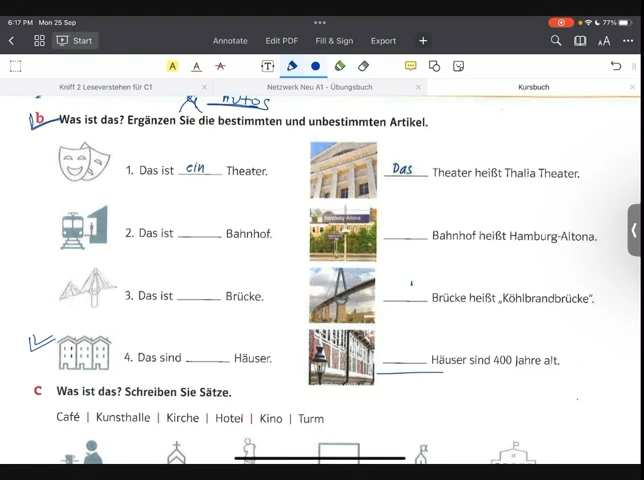 6:17 PM Mon 25 Sep
77%
Start
Annotate Edit PDF Fill & Sign Export
Kniff 2 Leseverstehen für C1 × Netzwerk Neu A1 - Übungsbuch × Kursbuch
Autos
b Was ist das? Ergänzen Sie die bestimmten und unbestimmten Artikel.
1. Das ist ein Theater. Das Theater heißt Thalia Theater.
Hamburg-Altona
2. Das ist ______ Bahnhof. ______ Bahnhof heißt Hamburg-Altona.
3. Das ist ______ Brücke. ______ Brücke heißt „Köhlbrandbrücke“.
4. Das sind ______ Häuser. ______ Häuser sind 400 Jahre alt.
C Was ist das? Schreiben Sie Sätze.
Café | Kunsthalle | Kirche | Hotel | Kino | Turm